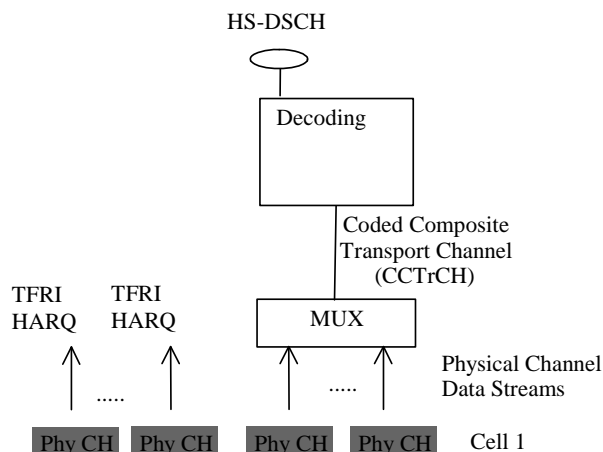 HS-DSCH
Decoding
Coded Composite
Transport Channel
(CCTrCH)
TFRI
HARQ
TFRI
HARQ
MUX
Physical Channel
Data Streams
.....
.....
Phy CH
Phy CH
Phy CH
Phy CH
Cell 1